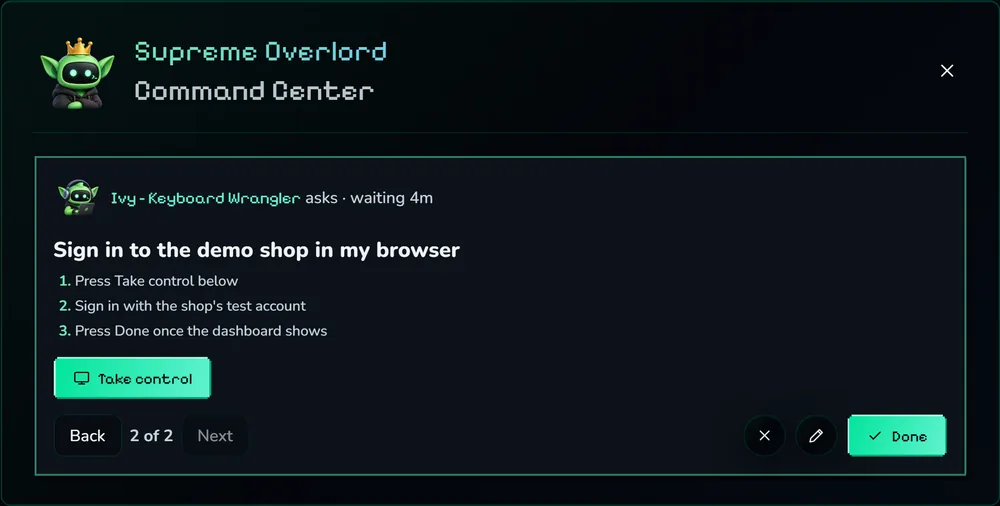 Supreme Overlord
Command Center
Ivy - Keyboard Wrangler asks · waiting 4m
Sign in to the demo shop in my browser
1. Press Take control below
2. Sign in with the shop's test account
3. Press Done once the dashboard shows
Take control
Back 2 of 2 Next Done